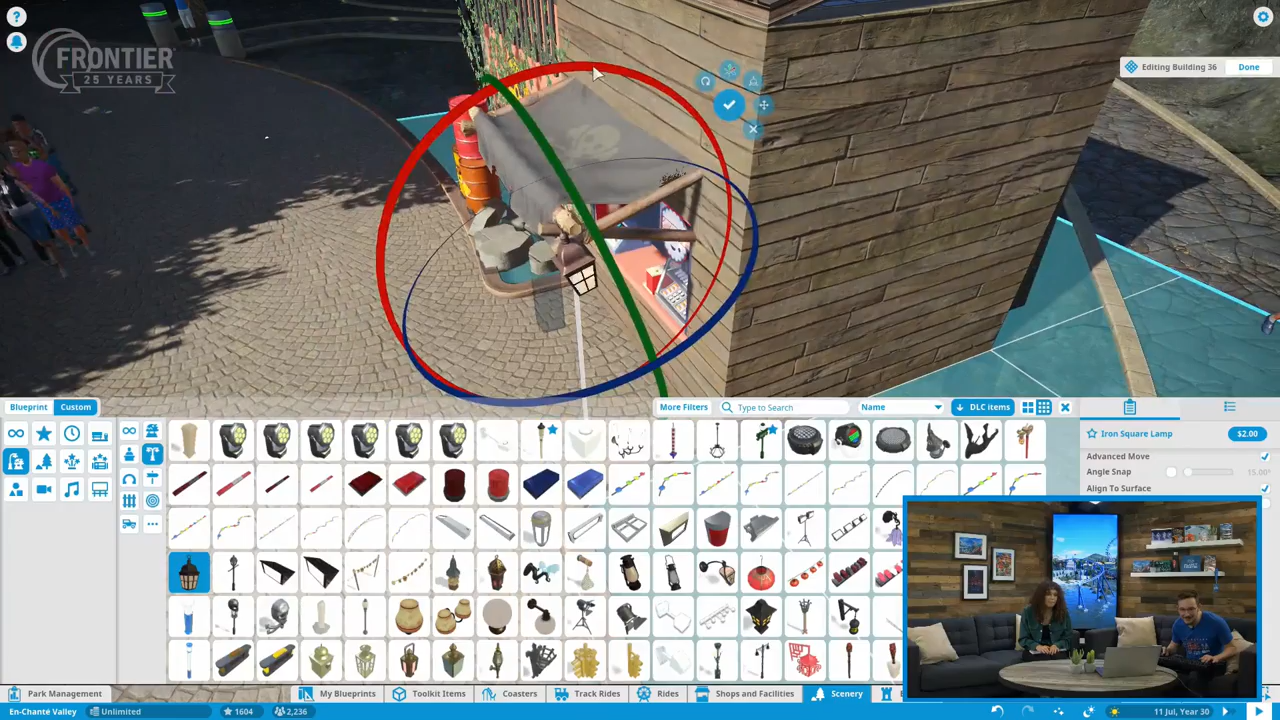 ?
FRONTIER
25 YEARS
Editing Building 36
Done
Blueprint
Custom
More Filters
Type to Search
Name
DLC items
Iron Square Lamp
$2.00
Advanced Move
Angle Snap
15.00°
Align To Surface
Park Management
My Blueprints
Toolkit Items
Coasters
Track Rides
Rides
Shops and Facilities
Scenery
En-Chanté Valley
Unlimited
1604
2,236
11 Jul, Year 30